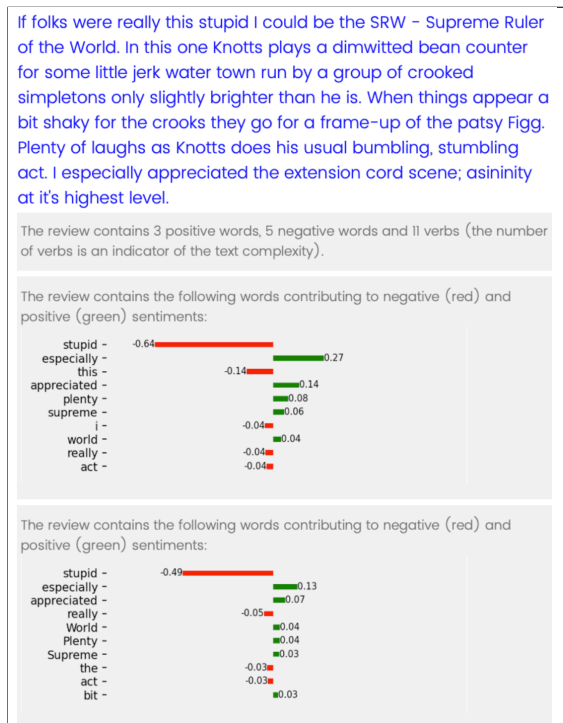 If folks were really this stupid I could be the SRW - Supreme Ruler
of the World. In this one Knotts plays a dimwitted bean counter
for some little jerk water town run by a group of crooked
simpletons only slightly brighter than he is. When things appear a
bit shaky for the crooks they go for a frame-up of the patsy Figg.
Plenty of laughs as Knotts does his usual bumbling, stumbling
act. I especially appreciated the extension cord scene; asininity
at it's highest level.
The review contains 3 positive words, 5 negative words and 11 verbs (the number
of verbs is an indicator of the text complexity).
The review contains the following words contributing to negative (red) and
positive (green) sentiments:
stupid - -0.64
especially - 0.27
this - -0.14
appreciated - 0.14
plenty - 0.08
supreme - 0.06
i - -0.04
world - 0.04
really - -0.04
act - -0.04
The review contains the following words contributing to negative (red) and
positive (green) sentiments:
stupid - -0.49
especially - 0.13
appreciated - 0.07
really - -0.05
World - 0.04
Plenty - 0.04
Supreme - 0.03
the - -0.03
act - -0.03
bit - 0.03